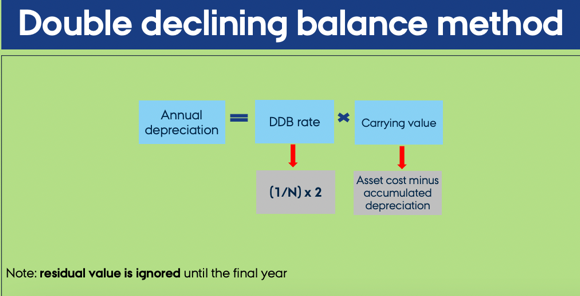 Double declining balance method
Annual
depreciation
=
DDB rate
×
Carrying value
(1/N) x 2
Asset cost minus
accumulated
depreciation
Note: residual value is ignored until the final year